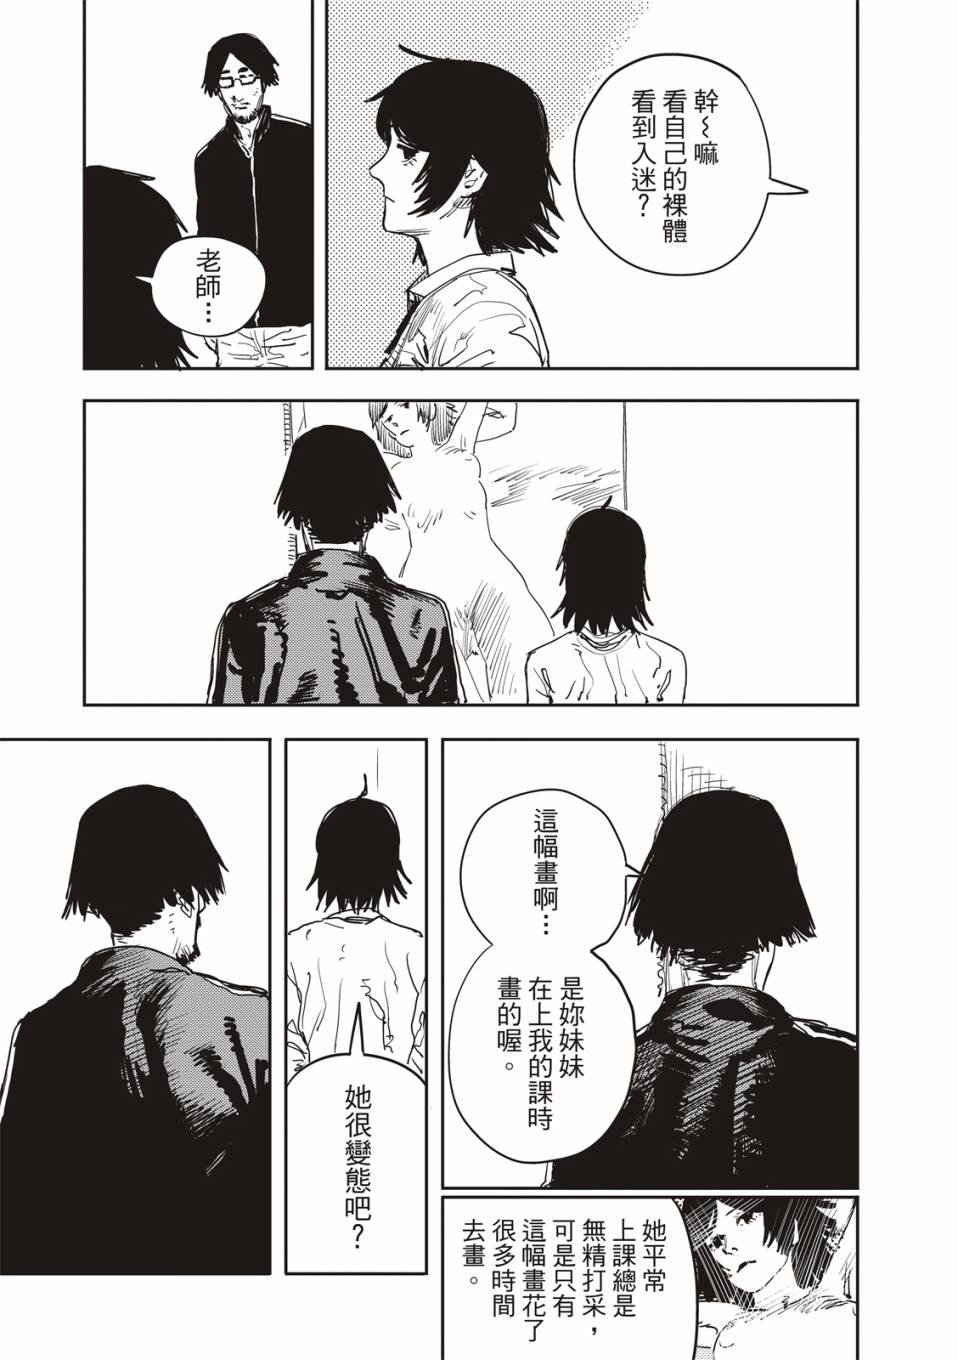 幹～嘛
看自己的裸體
看到入迷？
老師…
這幅畫啊…
是妳妹妹
在上我的課時
畫的喔。
她平常
上課總是
無精打采，
可是只有
這幅畫花了
很多時間
去畫。
她很變態吧？